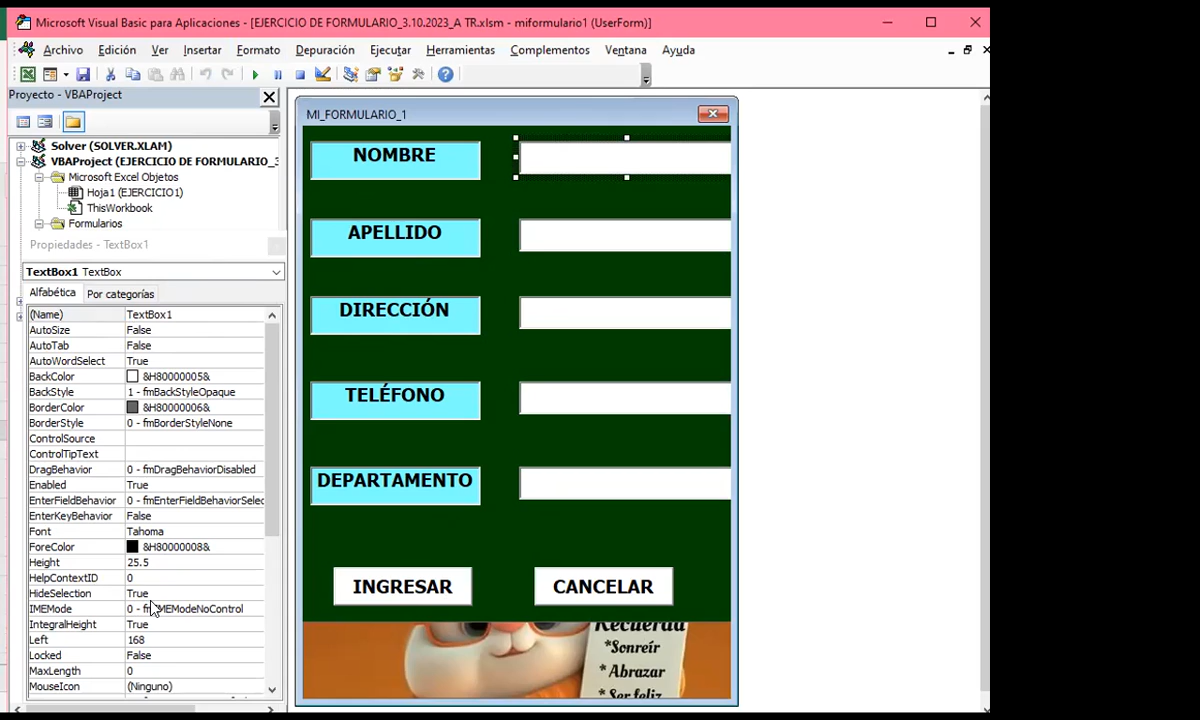 Microsoft Visual Basic para Aplicaciones - [EJERCICIO DE FORMULARIO_3.10.2023_A TR.xlsm - miformulario1 (UserForm)]
Archivo Edición Ver Insertar Formato Depuración Ejecutar Herramientas Complementos Ventana Ayuda
Proyecto - VBAProject
Solver (SOLVER.XLAM)
VBAProject (EJERCICIO DE FORMULARIO_3
Microsoft Excel Objetos
Hoja1 (EJERCICIO1)
ThisWorkbook
Formularios
Propiedades - TextBox1
TextBox1 TextBox
Alfabética Por categorías
(Name) TextBox1
AutoSize False
AutoTab False
AutoWordSelect True
BackColor &H80000005&
BackStyle 1 - fmBackStyleOpaque
BorderColor &H80000006&
BorderStyle 0 - fmBorderStyleNone
ControlSource
ControlTipText
DragBehavior 0 - fmDragBehaviorDisabled
Enabled True
EnterFieldBehavior 0 - fmEnterFieldBehaviorSelec
EnterKeyBehavior False
Font Tahoma
ForeColor &H80000008&
Height 25.5
HelpContextID 0
HideSelection True
IMEMode 0 - fmIMEModeNoControl
IntegralHeight True
Left 168
Locked False
MaxLength 0
MouseIcon (Ninguno)
MI_FORMULARIO_1
NOMBRE
APELLIDO
DIRECCIÓN
TELÉFONO
DEPARTAMENTO
INGRESAR CANCELAR
Recuerda
*Sonreír
* Abrazar
* Ser feliz